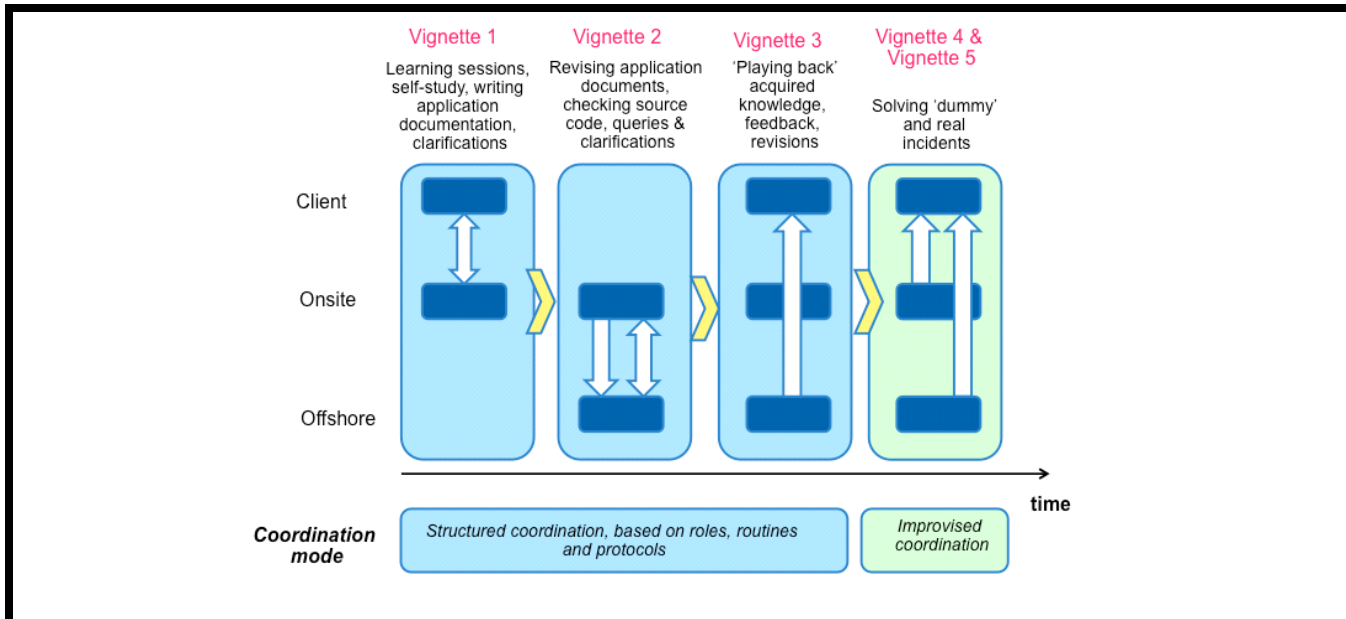 Vignette 1
Learning sessions,
self-study, writing
application
documentation,
clarifications
Vignette 2
Revising application
documents,
checking source
code, queries &
clarifications
Vignette 3
‘Playing back’
acquired
knowledge,
feedback,
revisions
Vignette 4 &
Vignette 5
Solving ‘dummy’
and real
incidents
Client
Onsite
Offshore
time
Coordination
mode
Structured coordination, based on roles, routines
and protocols
Improvised
coordination